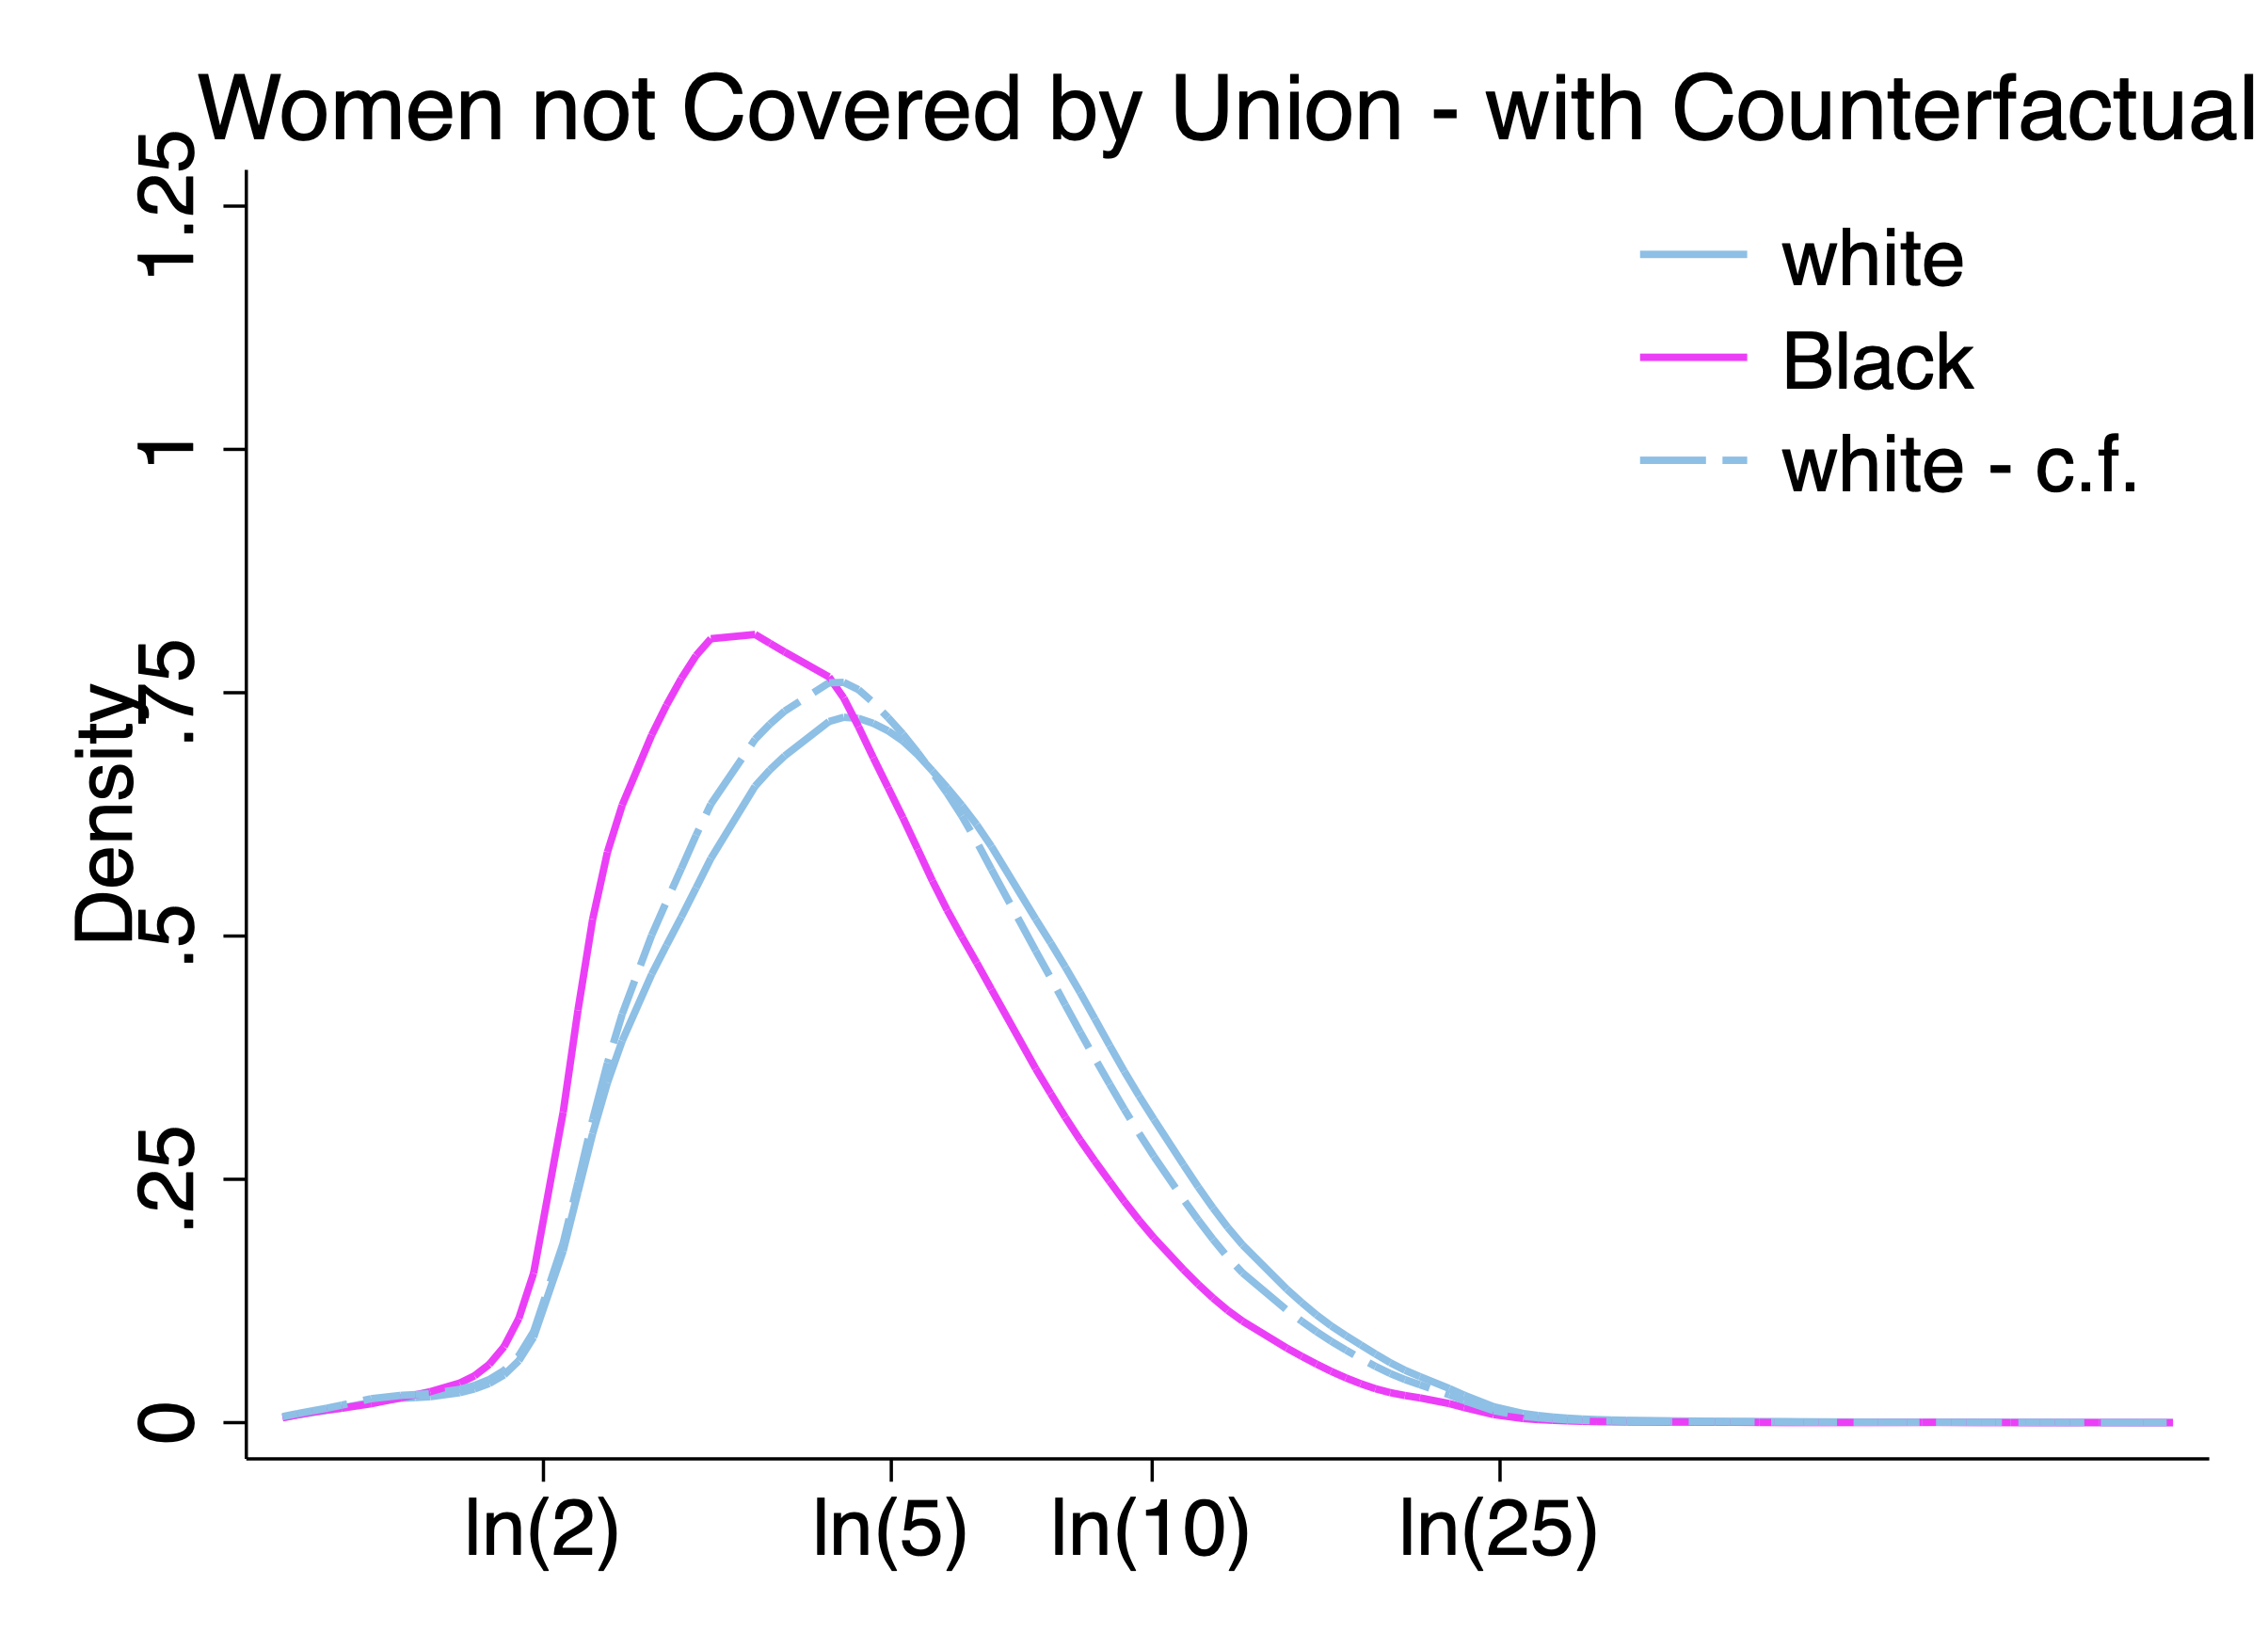 Women not Covered by Union - with Counterfactual
white
Black
white - c.f.
Density
1.25
1
.75
.5
.25
0
ln(2)
ln(5)
ln(10)
ln(25)